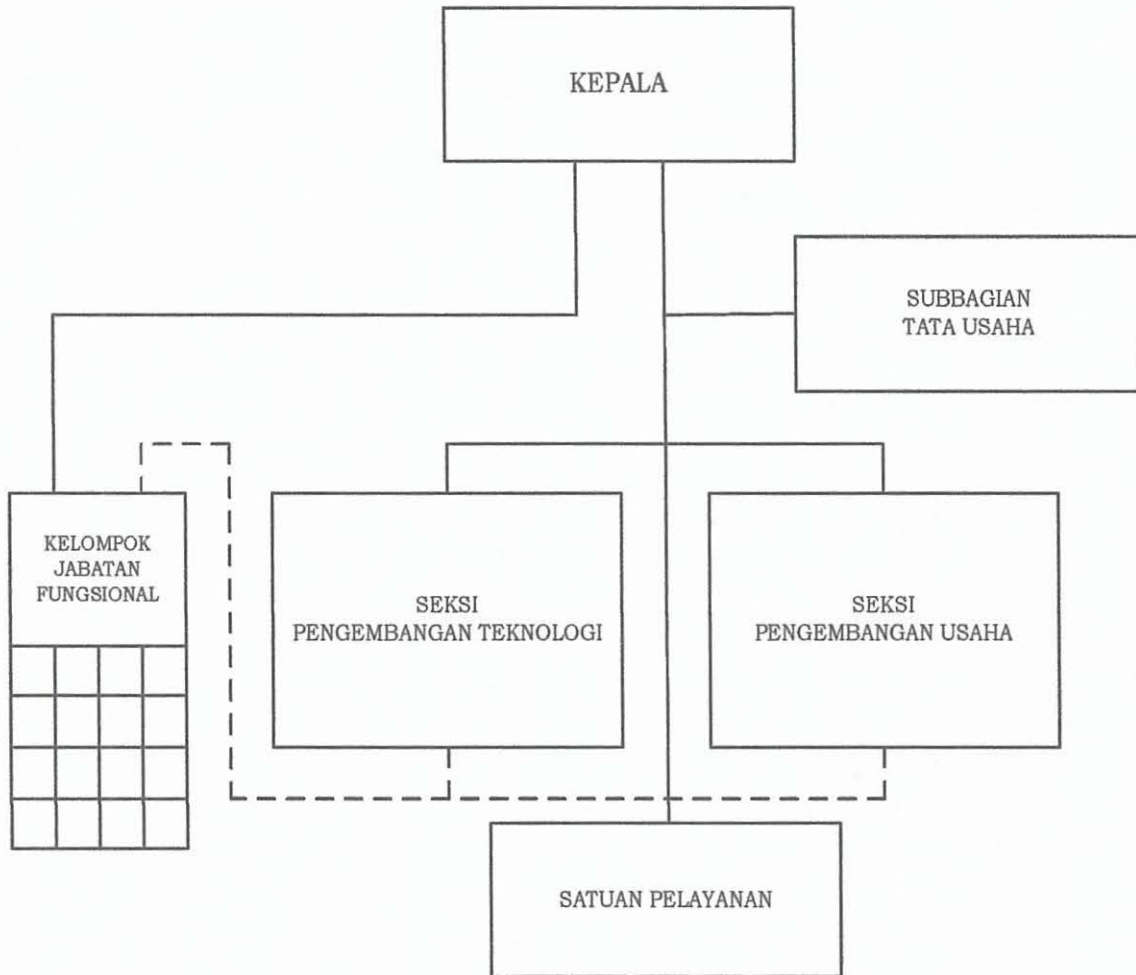 KEPALA
SUBBAGIAN
TATA USAHA
KELOMPOK
JABATAN
FUNGSIONAL
SEKSI
PENGEMBANGAN TEKNOLOGI
SEKSI
PENGEMBANGAN USAHA
SATUAN PELAYANAN